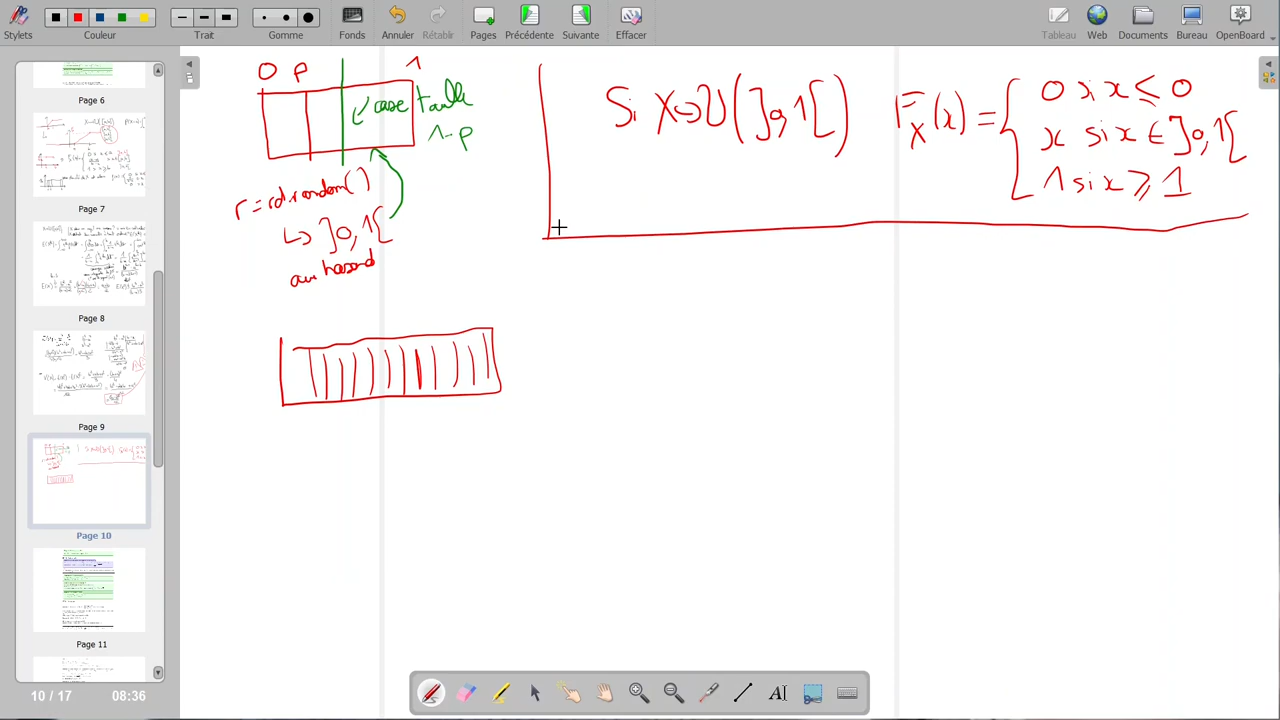 Stylets
Couleur
Trait
Gomme
Fonds
Annuler
Rétablir
Pages
Précédente
Suivante
Effacer
Tableau
Web
Documents
Bureau
OpenBoard
Page 6
Page 7
Page 8
Page 9
Page 10
Page 11
10 / 17
08:36
0 p 1
1-p
r = rd.random()
↳ ]0,1[
au hasard
Si X↪U(]0,1[)
F_X(x) = { 0 si x ≤ 0
x si x ∈ ]0,1[
1 si x ≥ 1